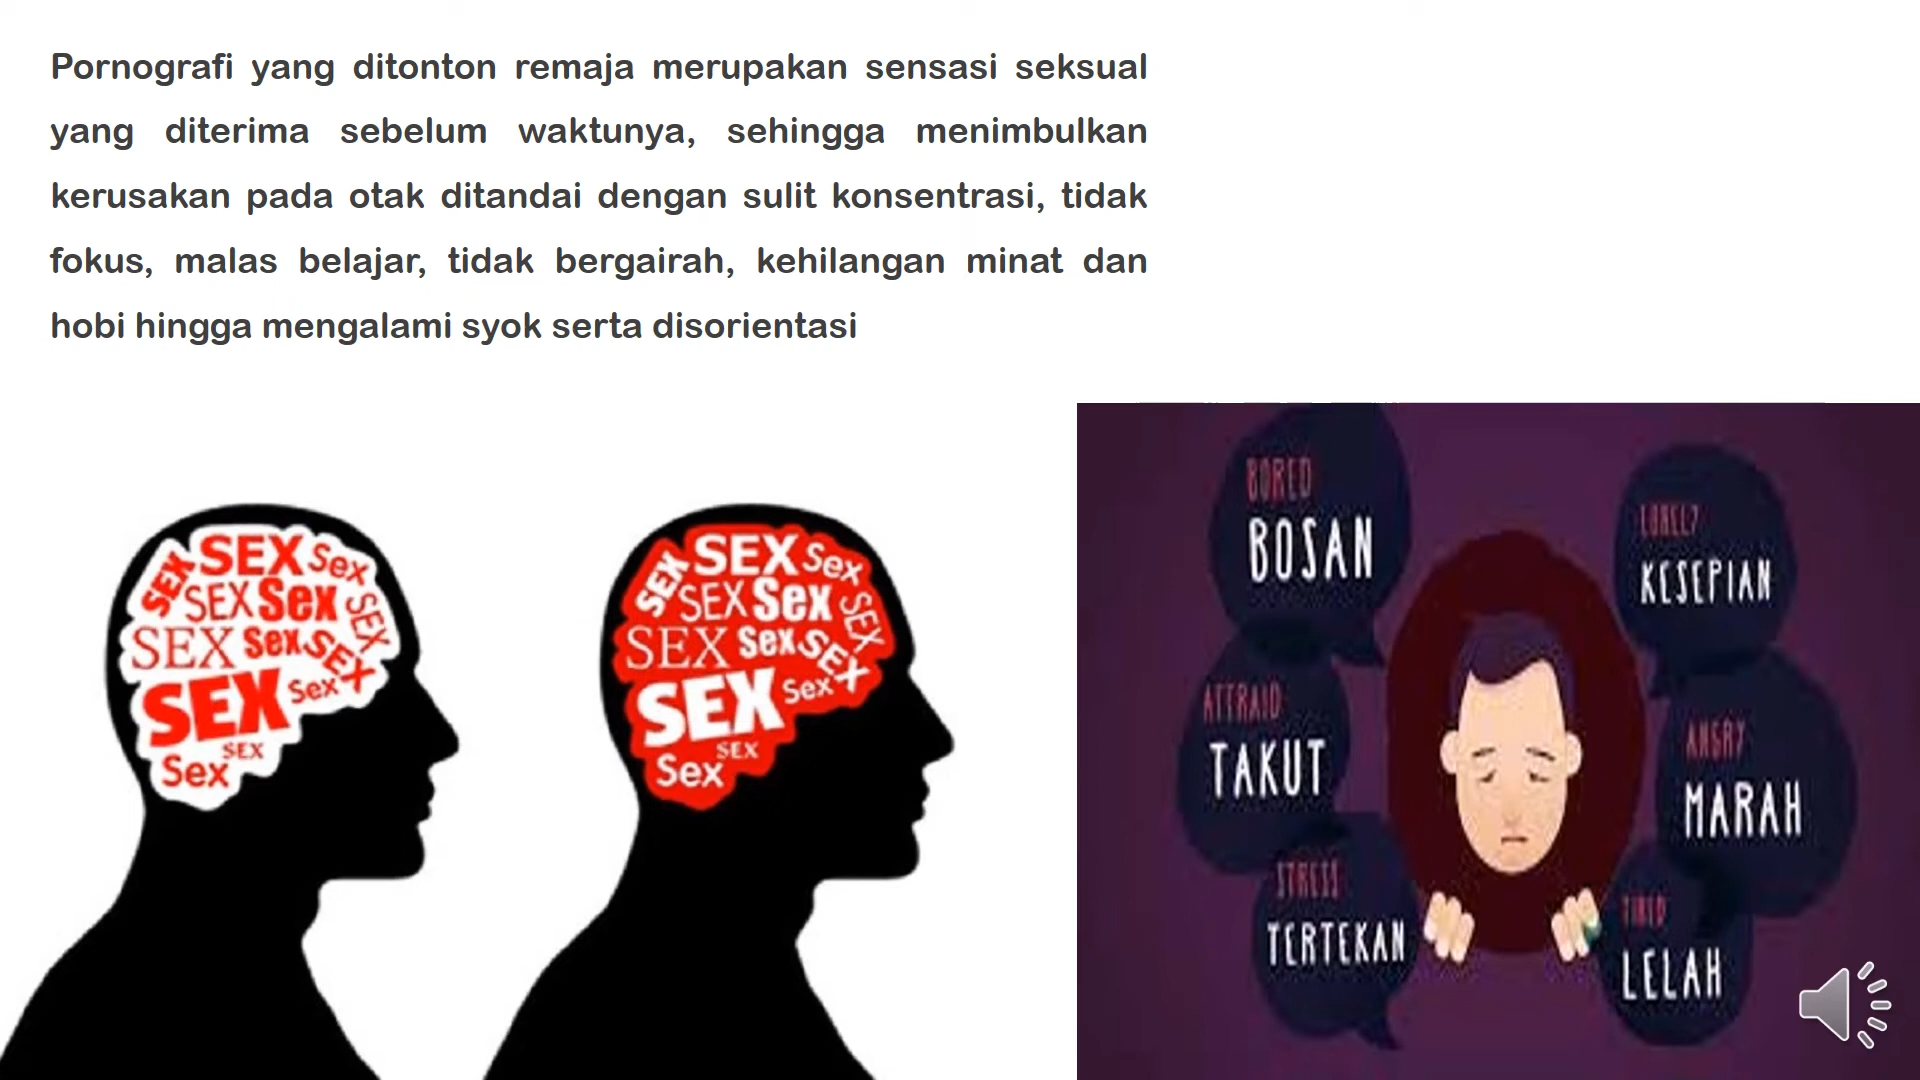 Pornografi yang ditonton remaja merupakan sensasi seksual
yang diterima sebelum waktunya, sehingga menimbulkan
kerusakan pada otak ditandai dengan sulit konsentrasi, tidak
fokus, malas belajar, tidak bergairah, kehilangan minat dan
hobi hingga mengalami syok serta disorientasi
SEX SEX Sex
SEX Sex SEX
SEX Sex SEX
SEX Sex
SEX
Sex
SEX SEX Sex
SEX Sex SEX
SEX Sex SEX
SEX Sex
SEX
Sex
BORED
BOSAN
LONELY
KESEPIAN
AFFRAID
TAKUT
ANGRY
MARAH
STRESS
TERTEKAN
TIRED
LELAH